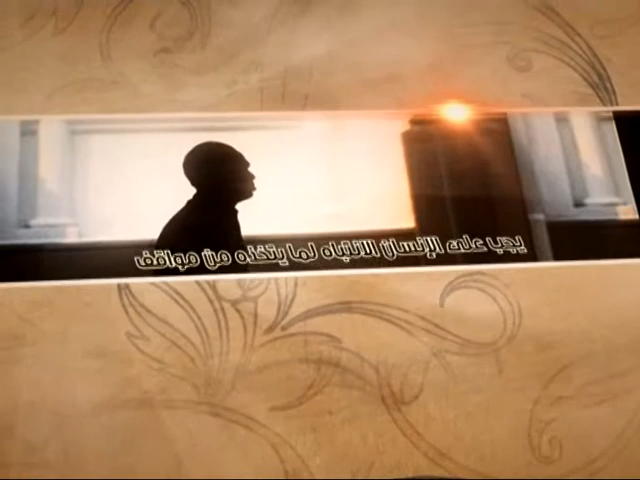 يجب على الإنسان الانتباه لما يتخذه من مواقف